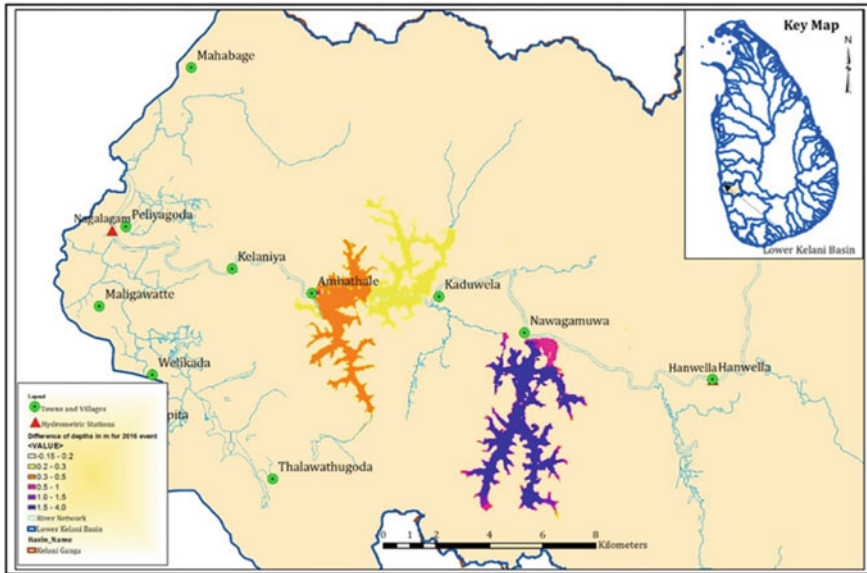 Key Map
N
Lower Kelani Basin
Mahabage
Nagalagam
Peliyagoda
Kelaniya
Maligawatte
Ambathale
Kaduwela
Nawagamuwa
Hanwella
Hanwella
Welikada
pita
Thalawathugoda
Legend
Towns and Villages
Hydrometric Stations
Difference of depths in m for 2016 event
<VALUE>
-0.15 - 0.2
0.2 - 0.3
0.3 - 0.5
0.5 - 1
1.0 - 1.5
1.5 - 4.0
River Network
Lower Kelani Basin
Basin_Name
Kelani Ganga
0 1 2 4 6 8
Kilometers